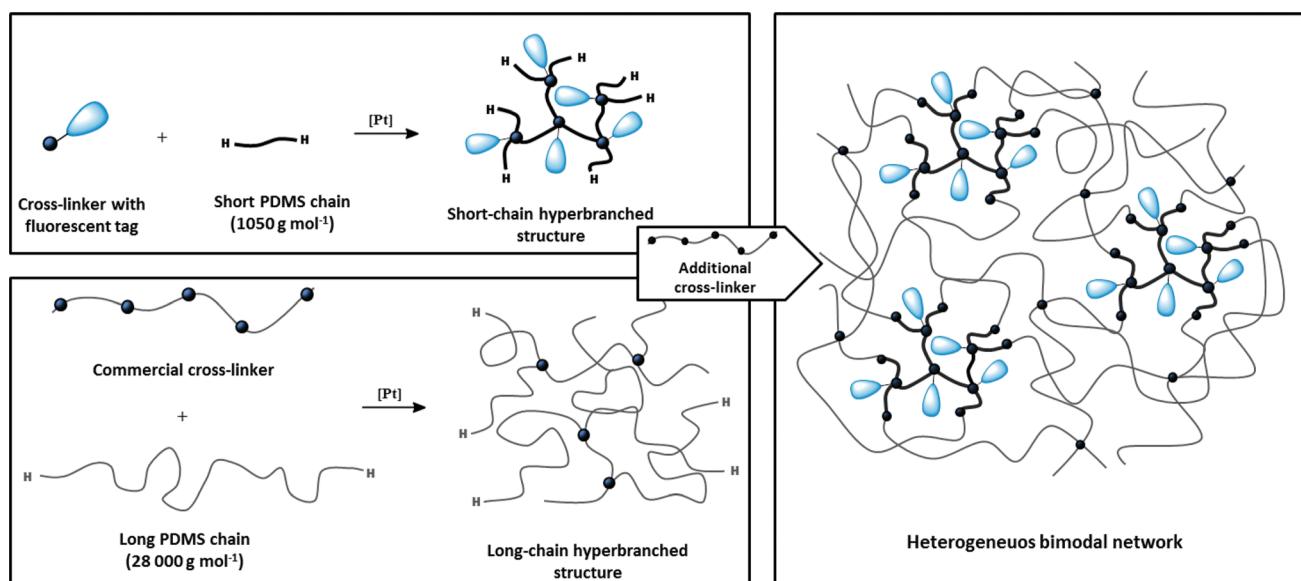 H
H
H
H
H
H
H
H
[Pt]
+
H
H
Cross-linker with
fluorescent tag
Short PDMS chain
(1050 g mol-1)
Short-chain hyperbranched
structure
Additional
cross-linker
Commercial cross-linker
+
[Pt]
H
H
H
H
H
H
H
Long PDMS chain
(28 000 g mol-1)
Long-chain hyperbranched
structure
Heterogeneuos bimodal network